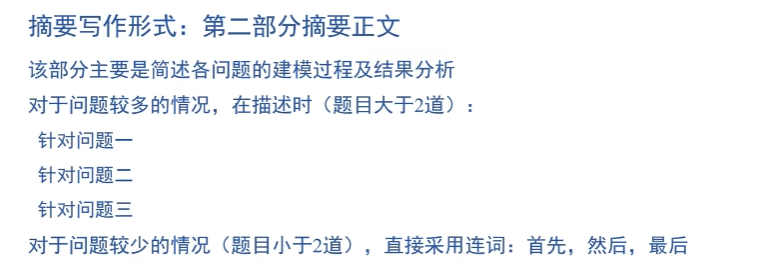 摘要写作形式：第二部分摘要正文
该部分主要是简述各问题的建模过程及结果分析
对于问题较多的情况，在描述时（题目大于2道）：
针对问题一
针对问题二
针对问题三
对于问题较少的情况（题目小于2道），直接采用连词：首先，然后，最后